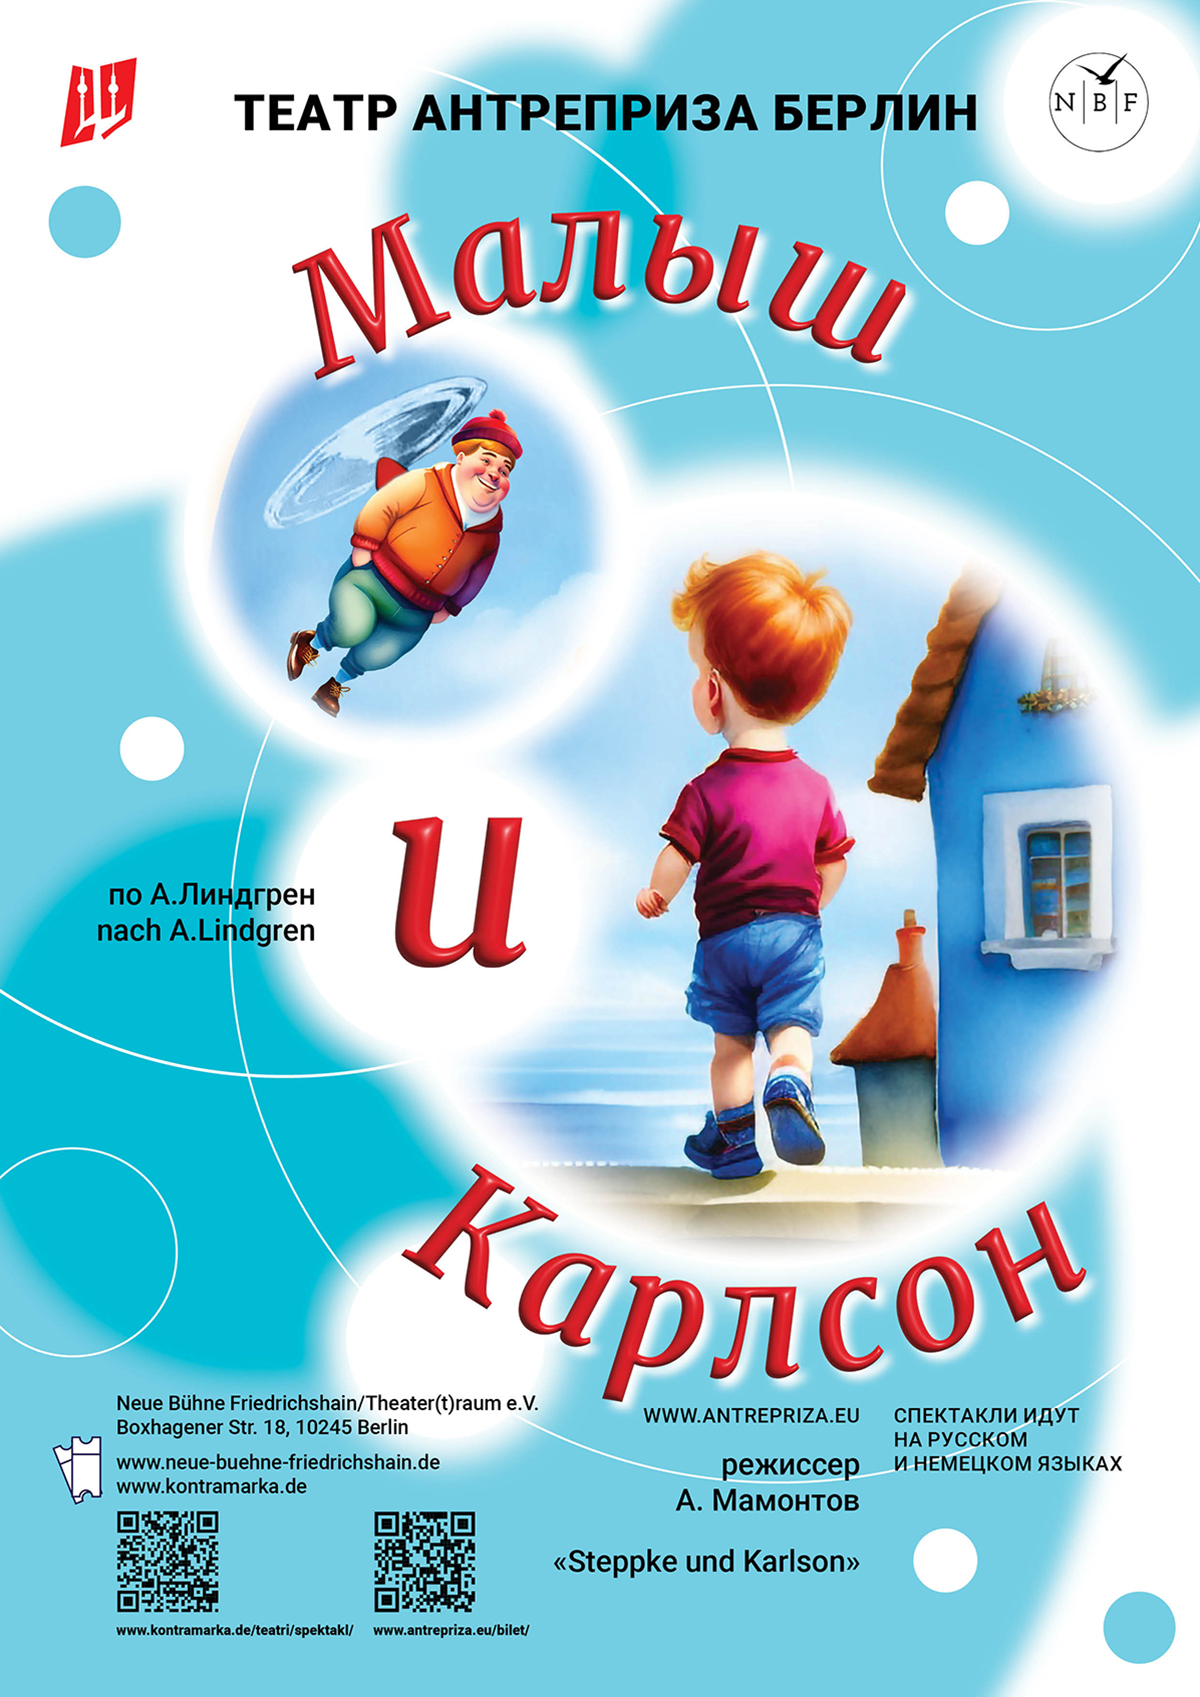 ТЕАТР АНТРЕПРИЗА БЕРЛИН
N B F
Малыш
и
Карлсон
по А.Линдгрен
nach A.Lindgren
Neue Bühne Friedrichshain/Theater(t)raum e.V.
Boxhagener Str. 18, 10245 Berlin
www.neue-buehne-friedrichshain.de
www.kontramarka.de
www.kontramarka.de/teatri/spektakl/
www.antrepriza.eu/bilet/
WWW.ANTREPRIZA.EU
режиссер
А. Мамонтов
«Steppke und Karlson»
СПЕКТАКЛИ ИДУТ
НА РУССКОМ
И НЕМЕЦКОМ ЯЗЫКАХ